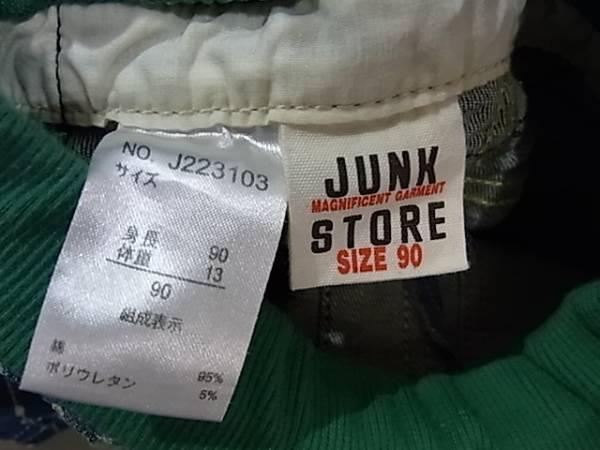 NO. J223103
サイズ
身長 90
体重 13
90
組成表示
綿 95%
ポリウレタン 5%
JUNK
MAGNIFICENT GARMENT
STORE
SIZE 90